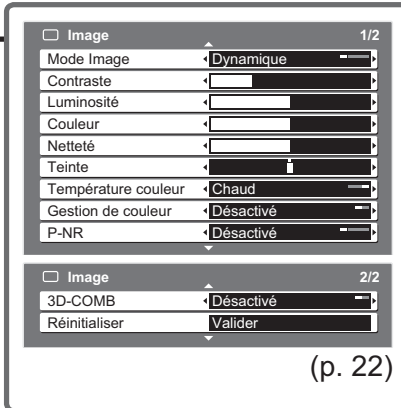 Image 1/2
Mode Image Dynamique
Contraste
Luminosité
Couleur
Netteté
Teinte
Température couleur Chaud
Gestion de couleur Désactivé
P-NR Désactivé
Image 2/2
3D-COMB Désactivé
Réinitialiser Valider
(p. 22)